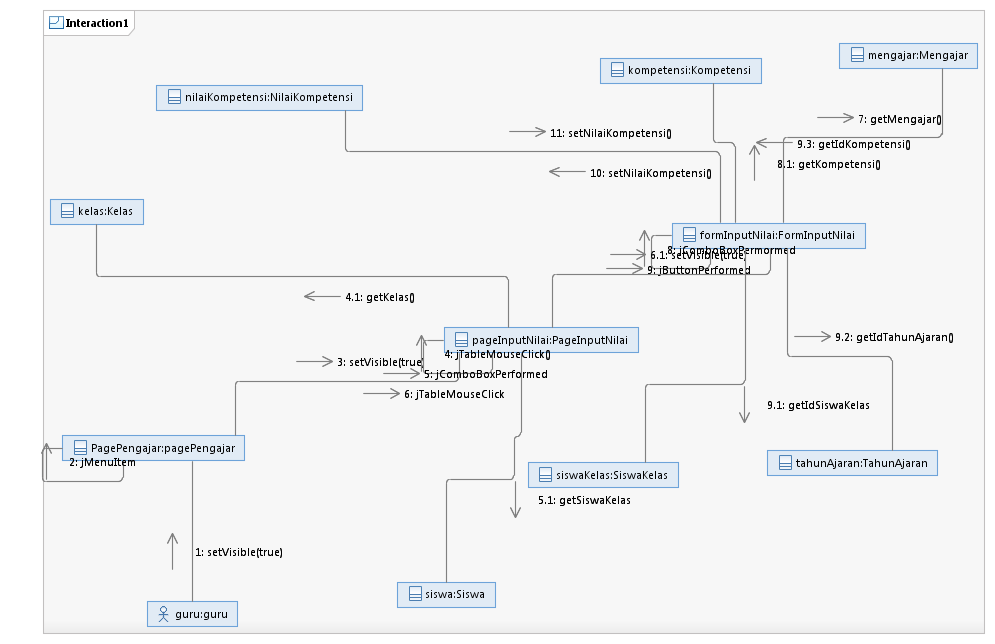 Interaction1
mengajar:Mengajar
kompetensi:Kompetensi
nilaiKompetensi:NilaiKompetensi
7: getMengajar()
11: setNilaiKompetensi()
9.3: getIdKompetensi()
8.1: getKompetensi()
10: setNilaiKompetensi()
kelas:Kelas
formInputNilai:FormInputNilai
8: jComboBoxPermormed
6.1: setVisible(true)
9: jButtonPerformed
4.1: getKelas()
9.2: getIdTahunAjaran()
pageInputNilai:PageInputNilai
4: jTableMouseClick()
3: setVisible(true)
5: jComboBoxPerformed
6: jTableMouseClick
9.1: getIdSiswaKelas
PagePengajar:pagePengajar
2: jMenuItem
tahunAjaran:TahunAjaran
siswaKelas:SiswaKelas
5.1: getSiswaKelas
1: setVisible(true)
siswa:Siswa
guru:guru